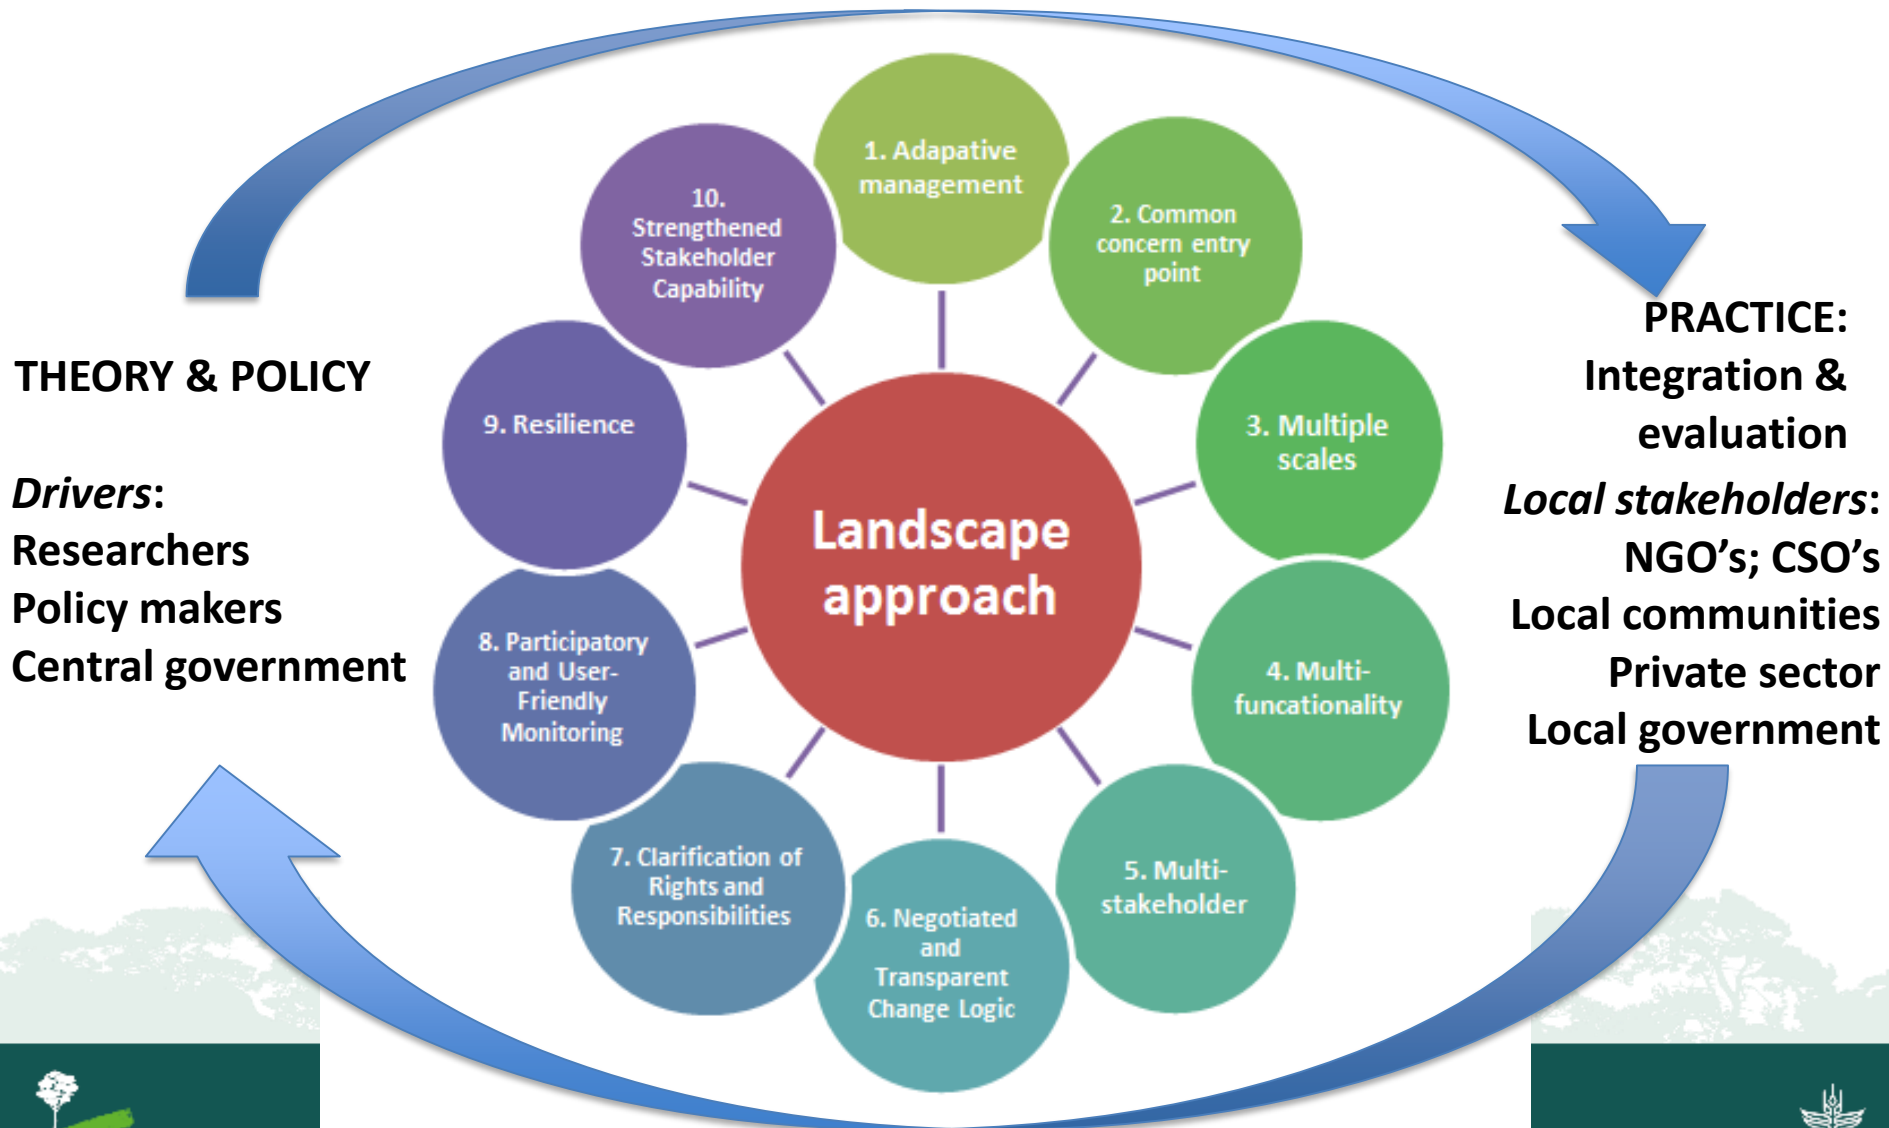 THEORY & POLICY
Drivers:
Researchers
Policy makers
Central government
1. Adapative
management
2. Common
concern entry
point
3. Multiple
scales
4. Multi-
funcationality
5. Multi-
stakeholder
6. Negotiated
and
Transparent
Change Logic
7. Clarification of
Rights and
Responsibilities
8. Participatory
and User-
Friendly
Monitoring
9. Resilience
10.
Strengthened
Stakeholder
Capability
Landscape
approach
PRACTICE:
Integration &
evaluation
Local stakeholders:
NGO’s; CSO’s
Local communities
Private sector
Local government